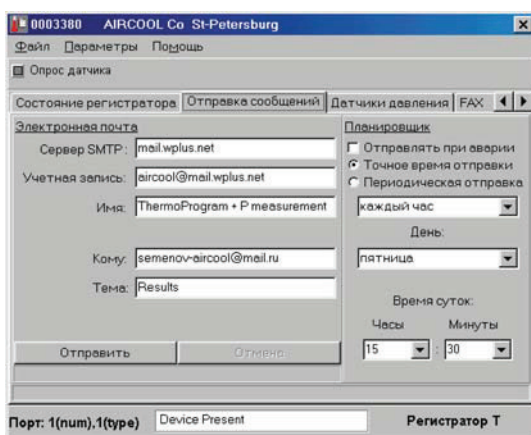 0003380 AIRCOOL Co St-Petersburg
Файл Параметры Помощь
Опрос датчика
Состояние регистратора Отправка сообщений Датчики давления FAX
Электронная почта
Сервер SMTP: mail.wplus.net
Учетная запись: aircool@mail.wplus.net
Имя: ThermoProgram + P measurement
Кому: semenov-aircool@mail.ru
Тема: Results
Отправить Отмена
Планировщик
Отправлять при аварии
Точное время отправки
Периодическая отправка
каждый час
День:
пятница
Время суток:
Часы Минуты
15 : 30
Порт: 1(num),1(type) Device Present Регистратор Т